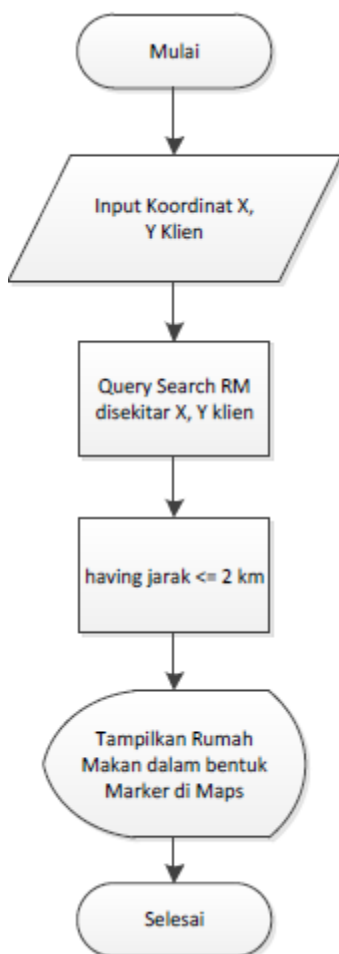 Mulai
Input Koordinat X,
Y Klien
Query Search RM
disekitar X, Y klien
having jarak <= 2 km
Tampilkan Rumah
Makan dalam bentuk
Marker di Maps
Selesai